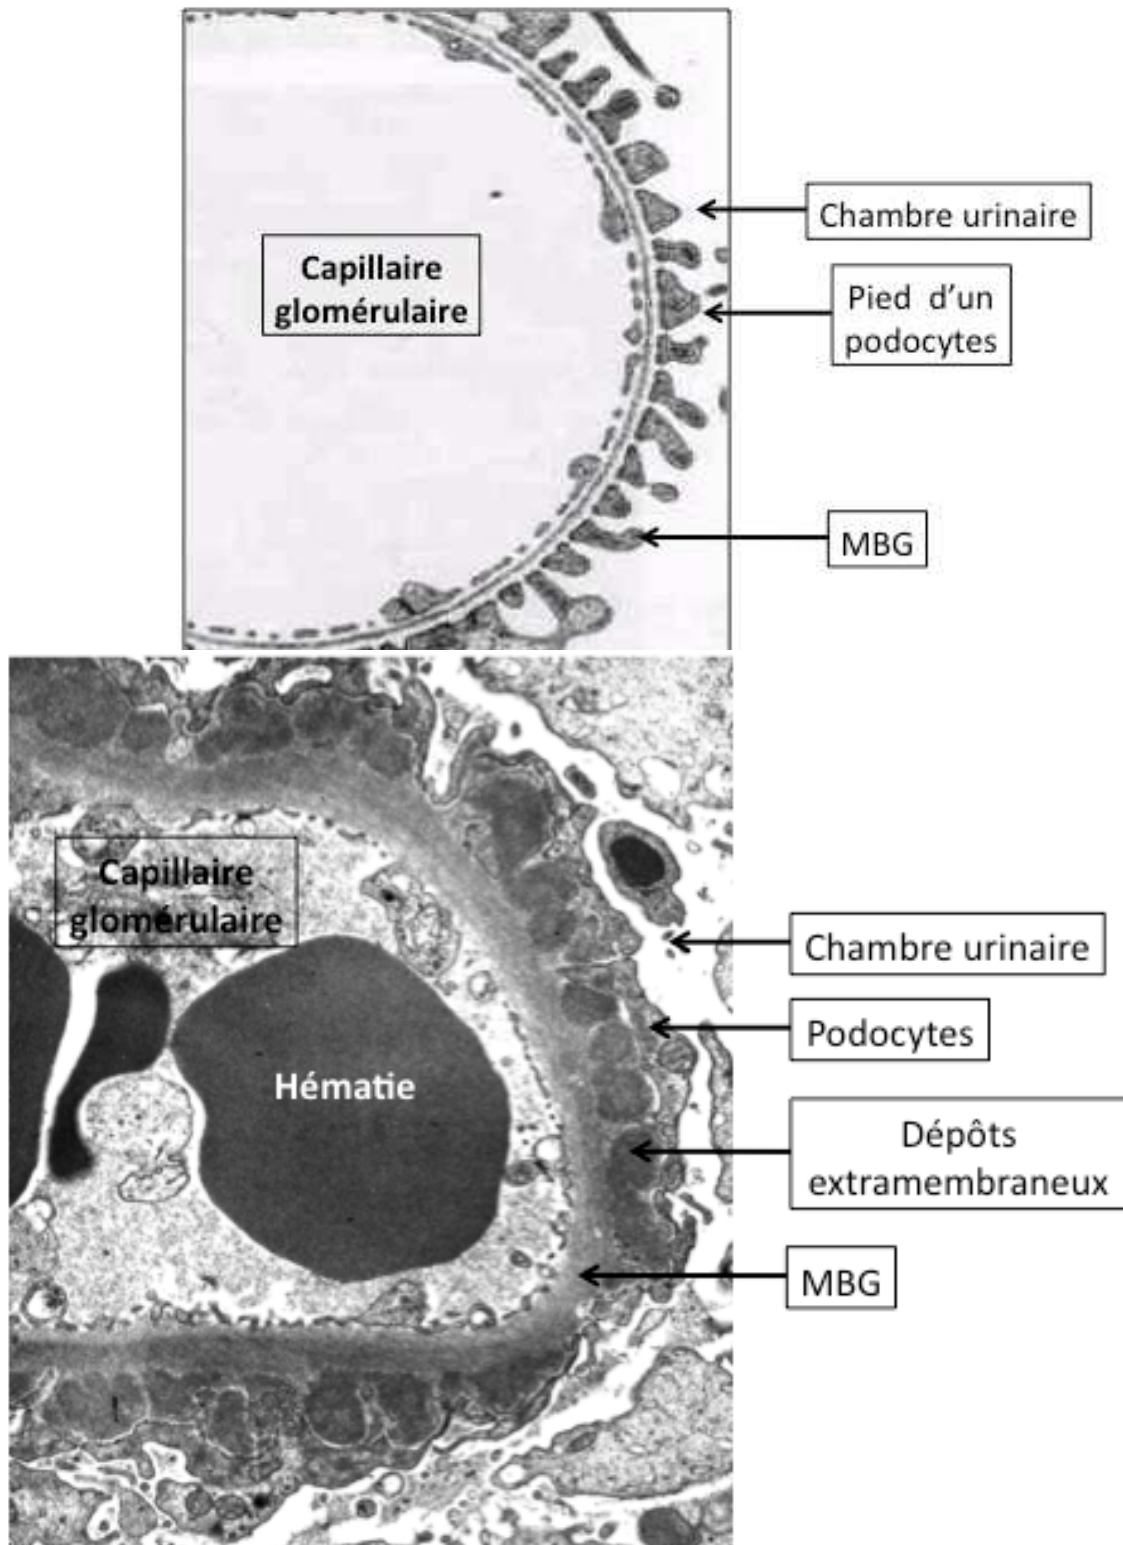 Chambre urinaire
Capillaire
glomérulaire
Pied d'un
podocytes
MBG
Capillaire
glomérulaire
Chambre urinaire
Podocytes
Hématie
Dépôts
extramembraneux
MBG